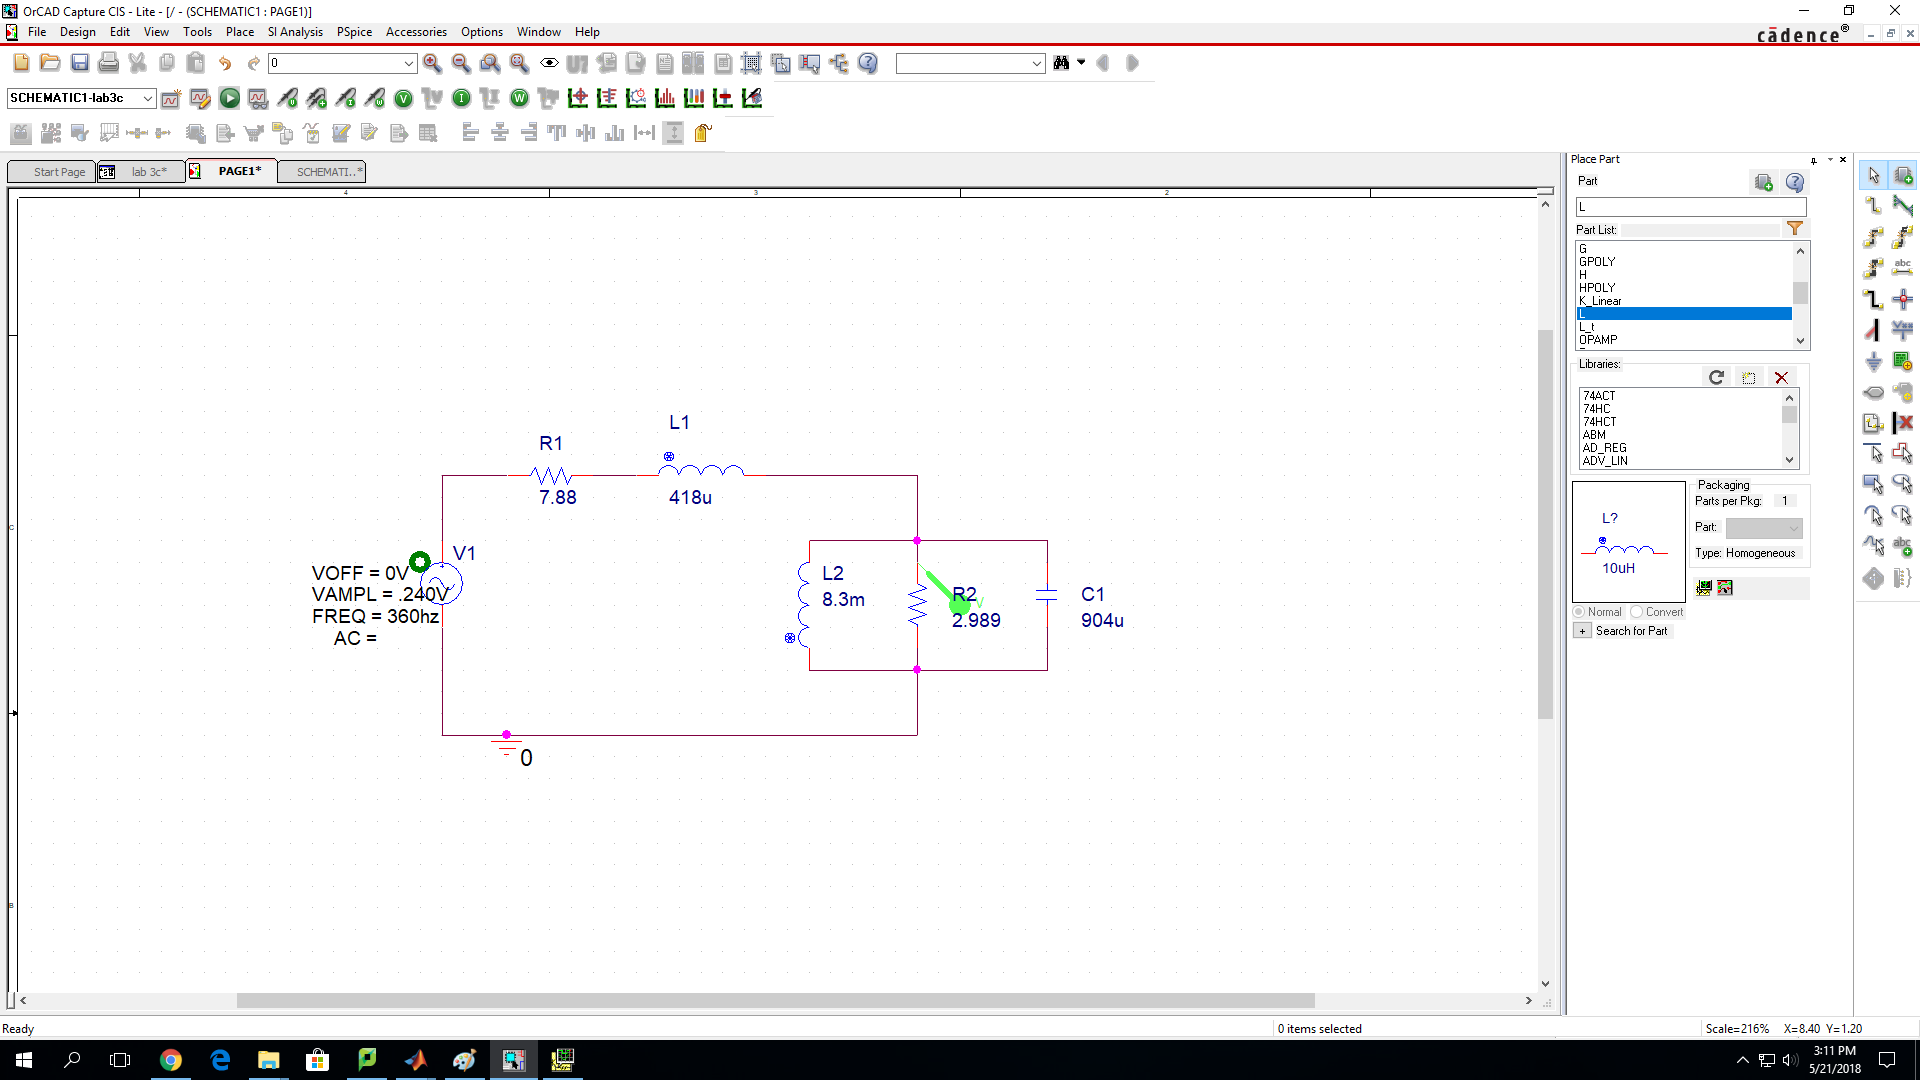 OrCAD Capture CIS - Lite - [/ - (SCHEMATIC1 : PAGE1)]
File Design Edit View Tools Place SI Analysis PSpice Accessories Options Window Help
cādence®
0
SCHEMATIC1-lab3c
Start Page
lab 3c*
PAGE1*
SCHEMATI..*
4
3
2
C
B
R1
7.88
L1
418u
V1
VOFF = 0V
VAMPL = .240V
FREQ = 360hz
AC =
L2
8.3m
R2
2.989
V
C1
904u
0
Place Part
Part
L
Part List:
G
GPOLY
H
HPOLY
K_Linear
L
L_t
OPAMP
Libraries:
74ACT
74HC
74HCT
ABM
AD_REG
ADV_LIN
L?
10uH
Packaging
Parts per Pkg: 1
Part:
Type: Homogeneous
Normal Convert
+ Search for Part
Ready
0 items selected
Scale=216% X=8.40 Y=1.20
3:11 PM
5/21/2018